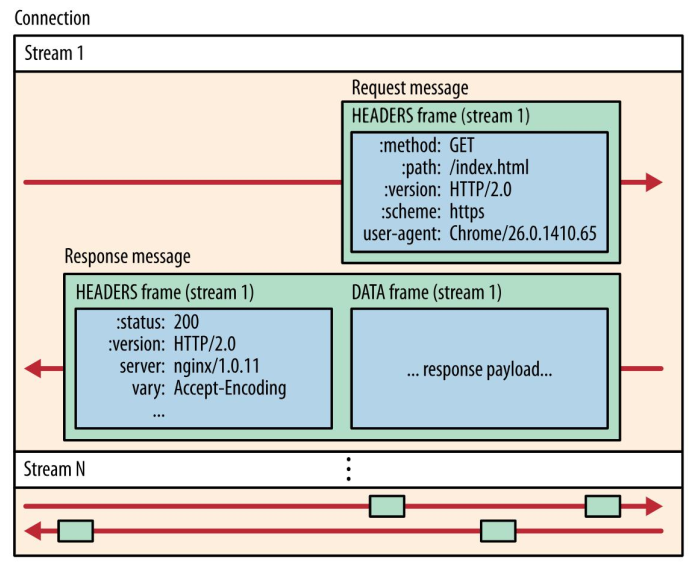 Connection
Stream 1
Request message
HEADERS frame (stream 1)
:method: GET
:path: /index.html
:version: HTTP/2.0
:scheme: https
user-agent: Chrome/26.0.1410.65
Response message
HEADERS frame (stream 1)
:status: 200
:version: HTTP/2.0
server: nginx/1.0.11
vary: Accept-Encoding
...
DATA frame (stream 1)
... response payload...
Stream N